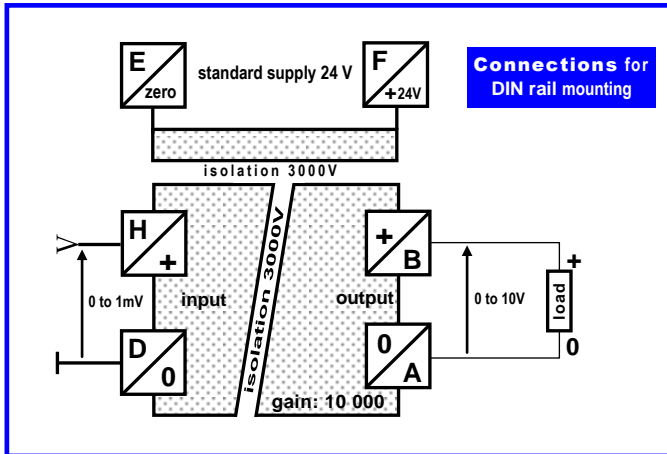 E
zero
standard supply 24 V
F
+24V
Connections for
DIN rail mounting
isolation 3000V
H
+
0 to 1mV
D
0
input
isolation 3000V
output
+
B
0
A
gain: 10 000
0 to 10V
+
load
0